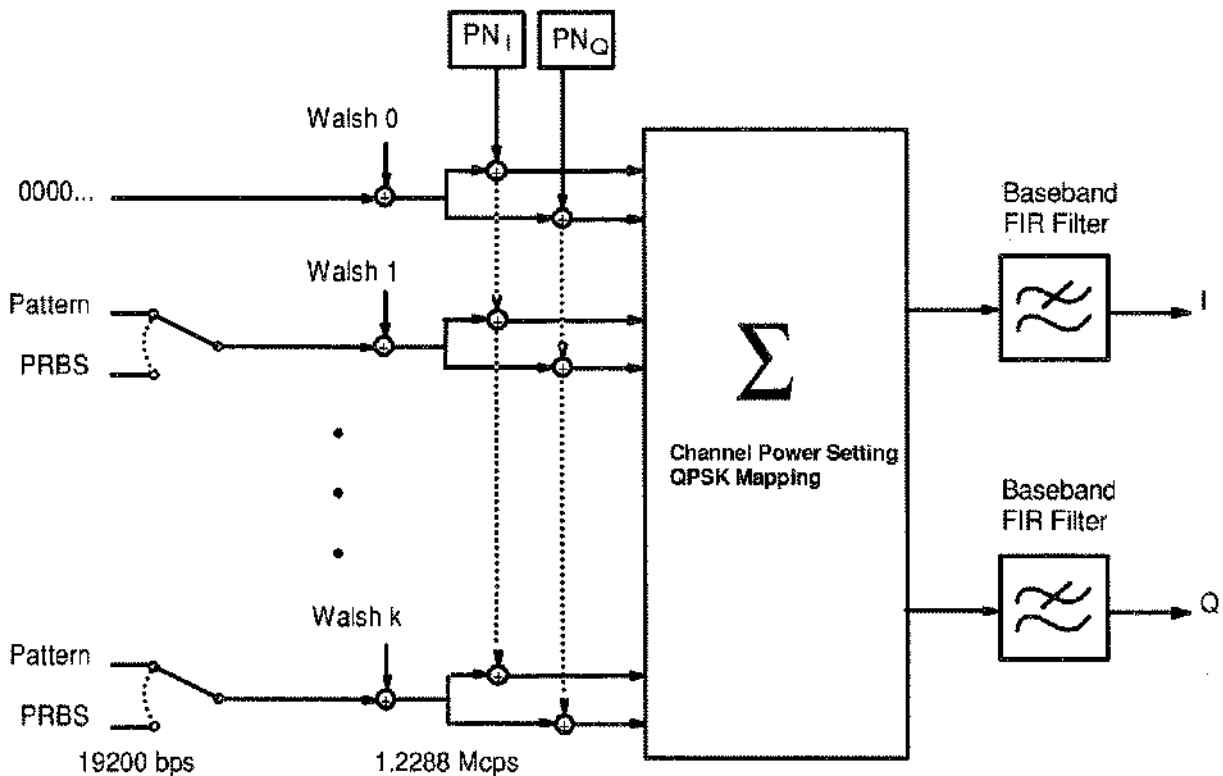 PN I
PN Q
Walsh 0
0000...
Baseband
FIR Filter
Walsh 1
Pattern
I
PRBS
Σ
Channel Power Setting
QPSK Mapping
Baseband
FIR Filter
Walsh k
Q
Pattern
PRBS
19200 bps
1,2288 Mcps